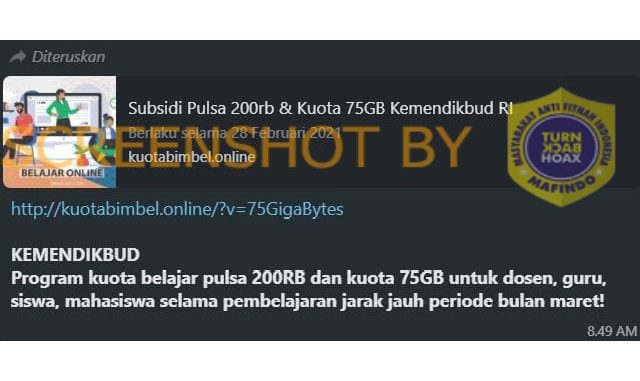 Diteruskan
Subsidi Pulsa 200rb & Kuota 75GB Kemendikbud RI
Berlaku selama 28 Februari 2021
kuotabimbel.online
BELAJAR ONLINE
SCREENSHOT BY
MASYARAKAT ANTI FITNAH INDONESIA
TURN
BACK
HOAX
MAFINDO
http://kuotabimbel.online/?v=75GigaBytes
KEMENDIKBUD
Program kuota belajar pulsa 200RB dan kuota 75GB untuk dosen, guru,
siswa, mahasiswa selama pembelajaran jarak jauh periode bulan maret!
8.49 AM